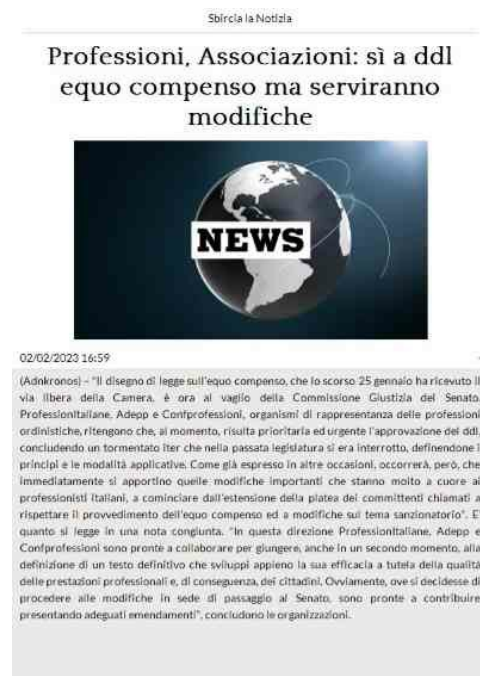 Sbircia la Notizia
Professioni, Associazioni: sì a ddl
equo compenso ma serviranno
modifiche
NEWS
02/02/2023 16:59
(Adnkronos) – "Il disegno di legge sull'equo compenso, che lo scorso 25 gennaio ha ricevuto il
via libera della Camera, è ora al vaglio della Commissione Giustizia del Senato.
ProfessionItaliane, Adepp e Confprofessioni, organismi di rappresentanza delle professioni
ordinistiche, ritengono che, al momento, risulta prioritaria ed urgente l'approvazione del ddl,
concludendo un tormentato iter che nella passata legislatura si era interrotto, definendone i
principi e le modalità applicative. Come già espresso in altre occasioni, occorrerà, però, che
immediatamente si apportino quelle modifiche importanti che stanno molto a cuore ai
professionisti italiani, a cominciare dall'estensione della platea dei committenti chiamati a
rispettare il provvedimento dell'equo compenso ed a modifiche sul tema sanzionatorio". E'
quanto si legge in una nota congiunta. "In questa direzione ProfessionItaliane, Adepp e
Confprofessioni sono pronte a collaborare per giungere, anche in un secondo momento, alla
definizione di un testo definitivo che sviluppi appieno la sua efficacia a tutela della qualità
delle prestazioni professionali e, di conseguenza, dei cittadini. Ovviamente, ove si decidesse di
procedere alle modifiche in sede di passaggio al Senato, sono pronte a contribuire
presentando adeguati emendamenti", concludono le organizzazioni.